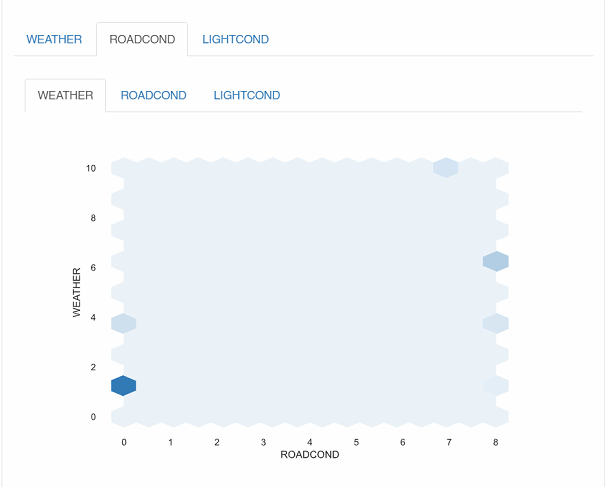 WEATHER ROADCOND LIGHTCOND
WEATHER ROADCOND LIGHTCOND
10
8
6
4
2
0
WEATHER
0 1 2 3 4 5 6 7 8
ROADCOND